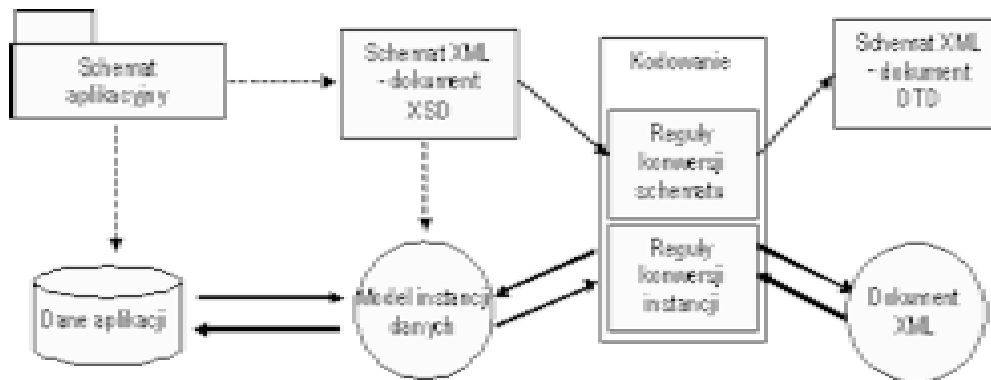 Schemat
aplikacyjny
Schemat XML
- dokument
XSD
Kodowanie
Reguły
konwersji
schematu
Schemat XML
- dokument
DTD
Dane aplikacji
Model instancji
danych
Reguły
konwersji
instancji
Dokument
XML